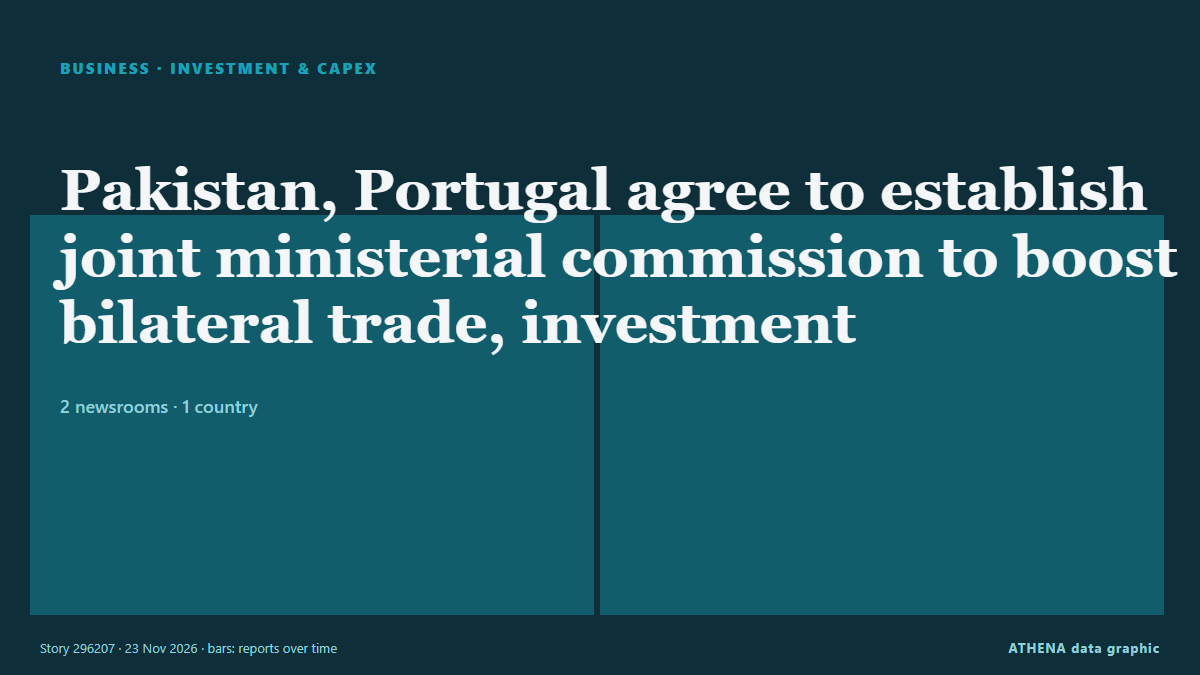 BUSINESS · INVESTMENT & CAPEX
Pakistan, Portugal agree to establish
joint ministerial commission to boost
bilateral trade, investment
2 newsrooms · 1 country
Story 296207 · 23 Nov 2026 · bars: reports over time
ATHENA data graphic